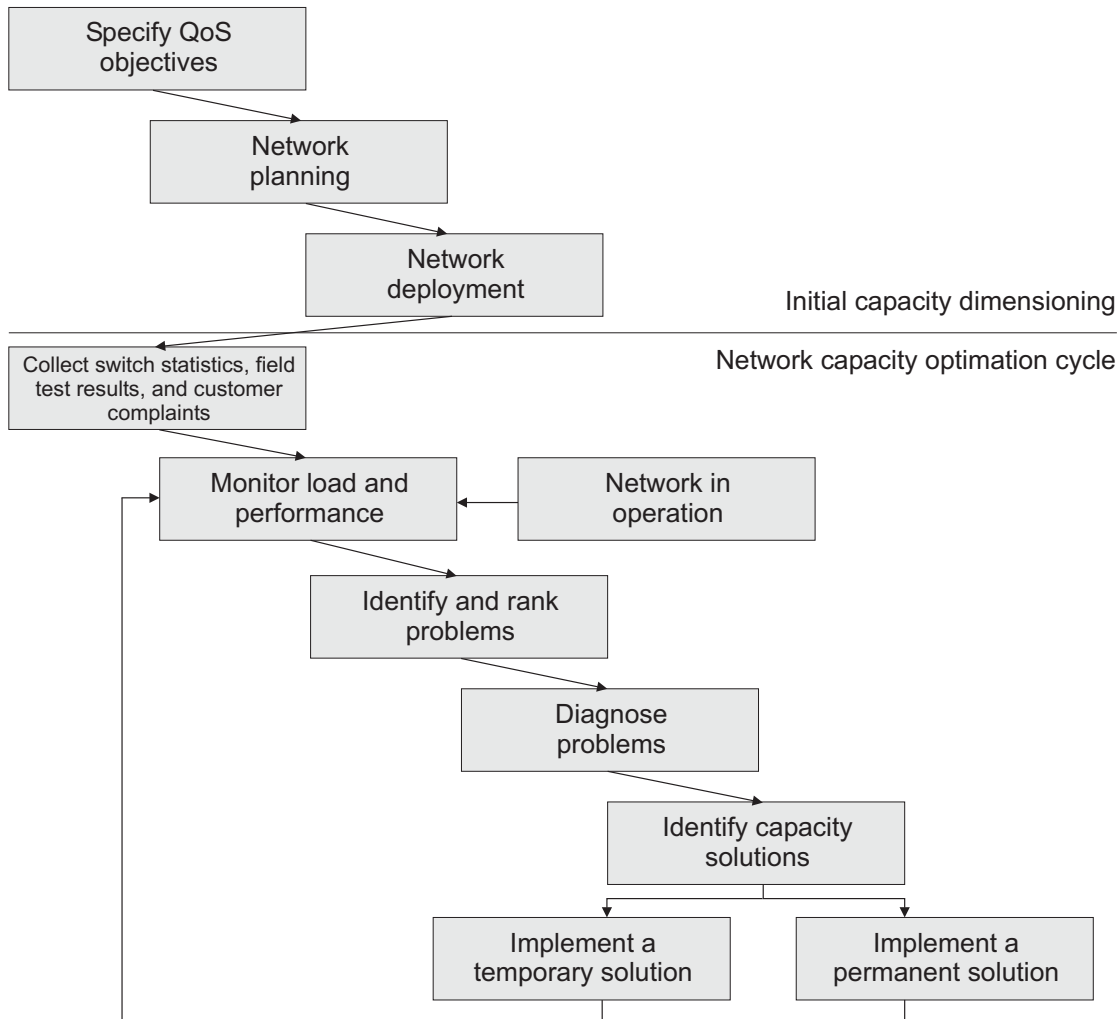 Specify QoS
objectives
Network
planning
Network
deployment
Initial capacity dimensioning
Network capacity optimation cycle
Collect switch statistics, field
test results, and customer
complaints
Monitor load and
performance
Network in
operation
Identify and rank
problems
Diagnose
problems
Identify capacity
solutions
Implement a
temporary solution
Implement a
permanent solution